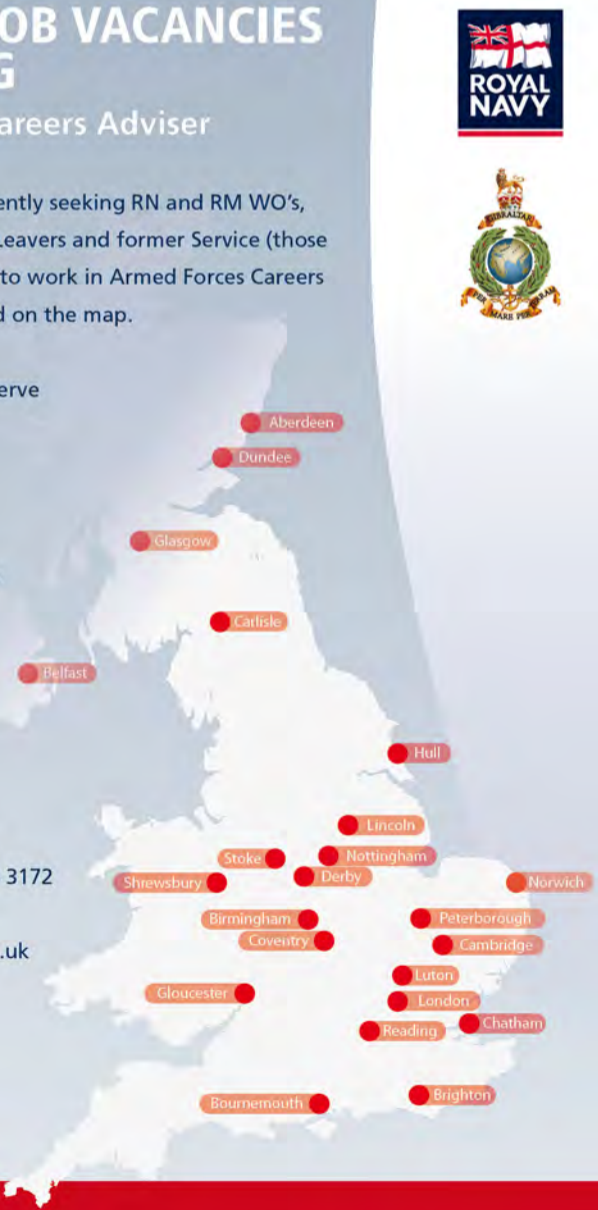 OB VACANCIES
G
areers Adviser
ROYAL
NAVY
ently seeking RN and RM WO's,
Leavers and former Service (those
to work in Armed Forces Careers
d on the map.
GIBRALTAR
PER MARE PER TERRAM
erve
Aberdeen
Dundee
Glasgow
Carlisle
Belfast
Hull
Lincoln
Stoke
Nottingham
3172
Shrewsbury
Derby
Norwich
Birmingham
Peterborough
Coventry
Cambridge
.uk
Luton
Gloucester
London
Chatham
Reading
Brighton
Bournemouth